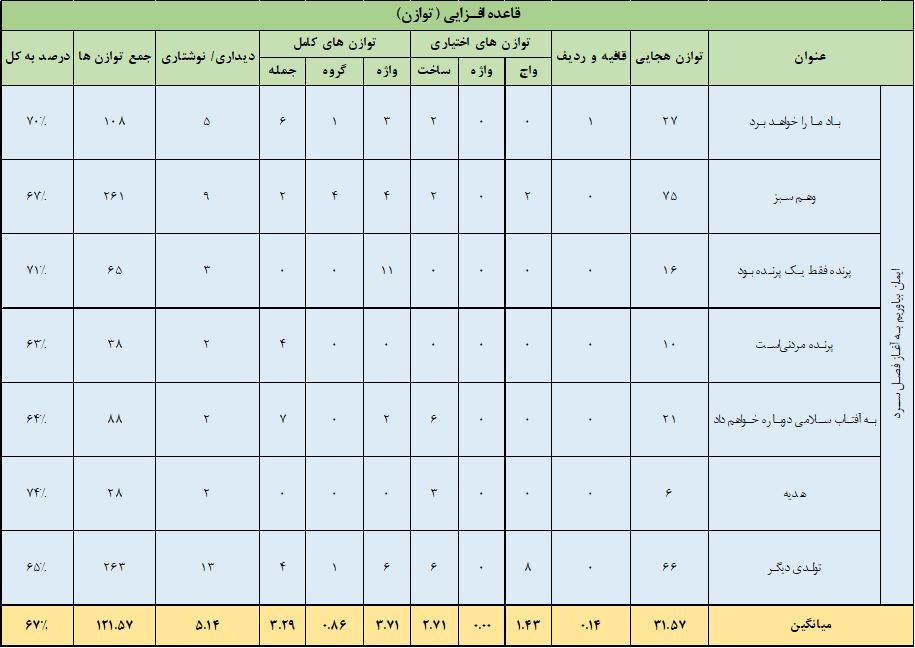 قاعده افزایی (توازن)
عنوان توازن هجایی قافیه و ردیف توازن های اختیاری توازن های کامل دیداری/ نوشتاری جمع توازن ها درصد به کل
واج واژه ساخت واژه گروه جمله
ایمان بیاوریم به آغاز فصل سرد
باد ما را خواهد برد ۲۷ ۱ ۰ ۰ ۲ ۳ ۱ ۶ ۵ ۱۰۸ ۷۰٪
وهم سبز ۷۵ ۰ ۲ ۰ ۲ ۴ ۴ ۲ ۹ ۲۶۱ ۶۷٪
پرنده فقط یک پرنده بود ۱۶ ۰ ۰ ۰ ۰ ۱۱ ۰ ۰ ۳ ۶۵ ۷۱٪
پرنده مردنی‌است ۱۰ ۰ ۰ ۰ ۰ ۰ ۰ ۴ ۲ ۳۸ ۶۳٪
به آفتاب سلامی دوباره خواهم داد ۲۱ ۰ ۰ ۰ ۶ ۲ ۰ ۷ ۲ ۸۸ ۶۴٪
هدیه ۶ ۰ ۰ ۰ ۳ ۰ ۰ ۰ ۲ ۲۸ ۷۴٪
تولدی دیگر ۶۶ ۰ ۸ ۰ ۶ ۶ ۱ ۴ ۱۳ ۲۶۳ ۶۵٪
میانگین ۳۱.۵۷ ۰.۱۴ ۱.۴۳ ۰.۰۰ ۲.۷۱ ۳.۷۱ ۰.۸۶ ۳.۲۹ ۵.۱۴ ۱۲۱.۵۷ ۶۷٪